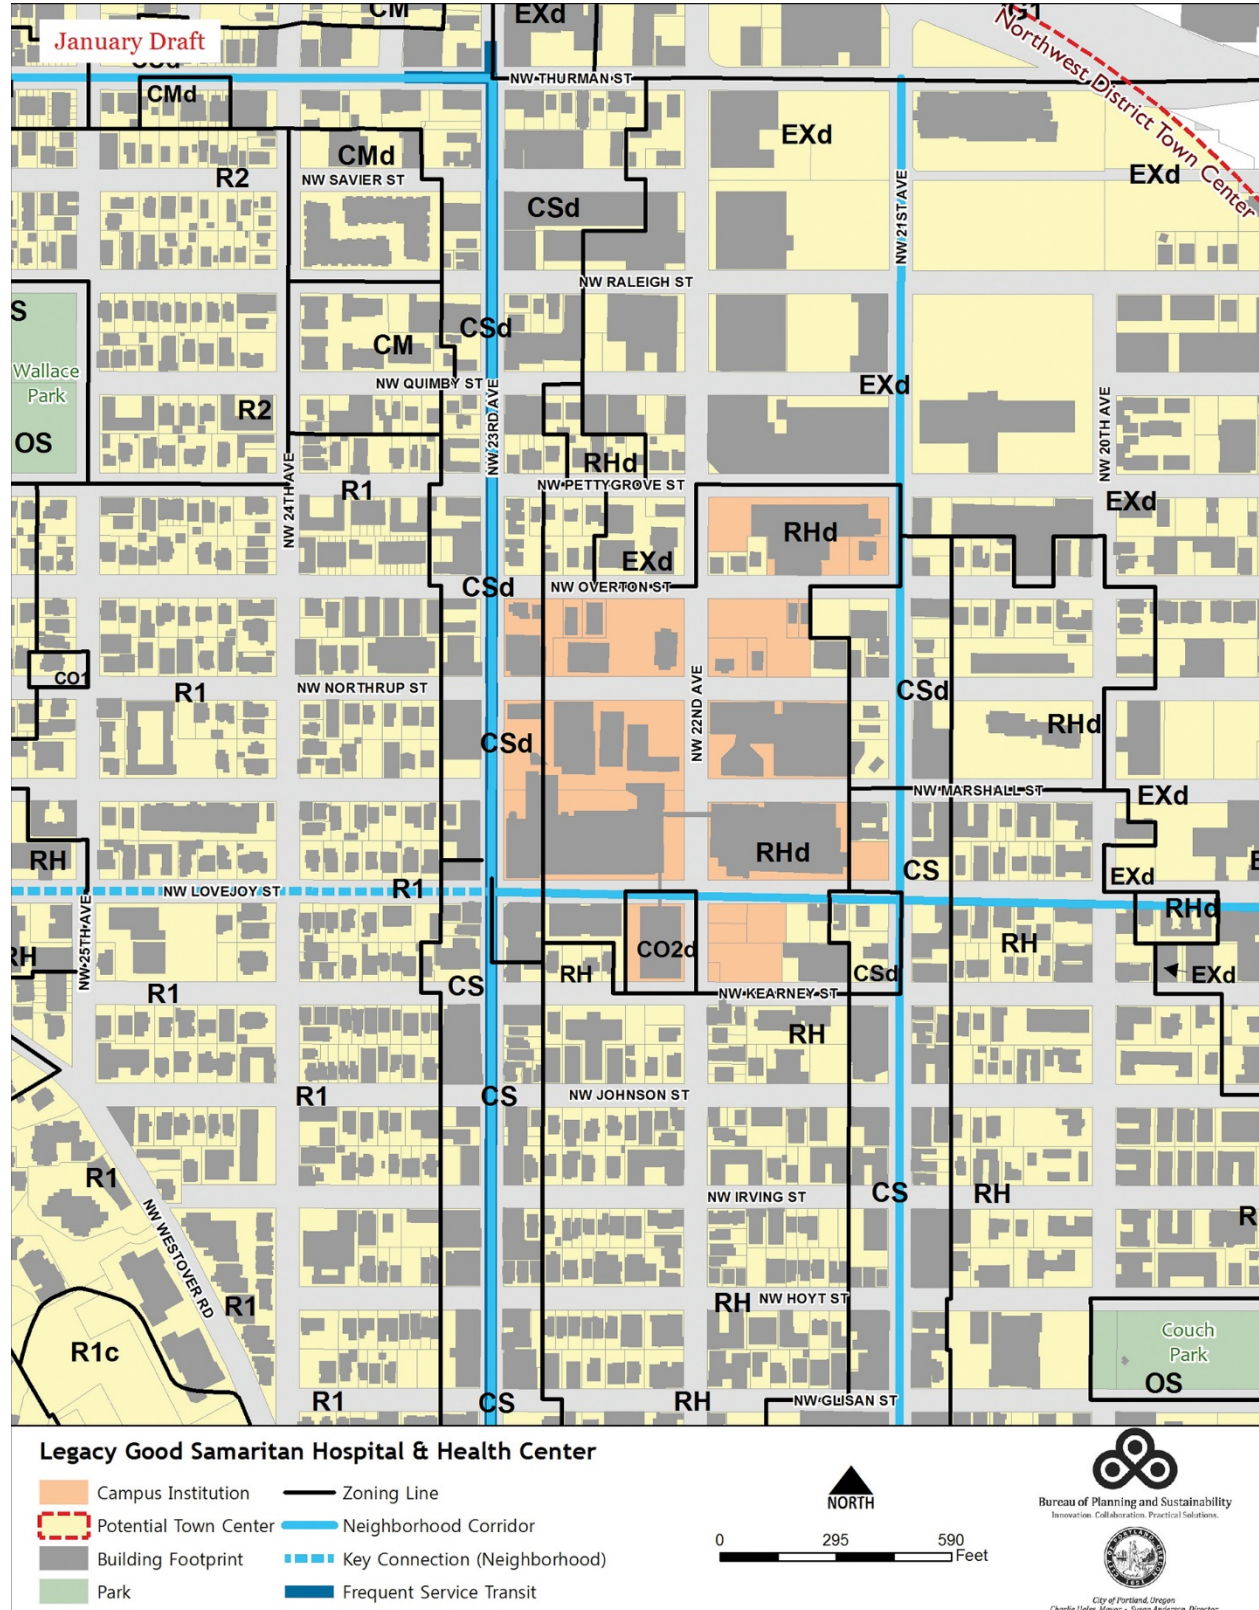 CM
EXd
G1
January Draft
Northwest District Town Center
NW THURMAN ST
CMd
EXd
CMd
R2
NW SAVIER ST
EXd
CSd
NW 21ST AVE
NW RALEIGH ST
S
CSd
CM
Wallace
Park
NW QUIMBY ST
EXd
R2
NW 23RD AVE
NW 20TH AVE
OS
RHd
NW 24TH AVE
R1
NW PETTYGROVE ST
EXd
RHd
EXd
CSd
NW OVERTON ST
CO1
R1
NW NORTHRUP ST
NW 22ND AVE
CSd
RHd
CSd
NW MARSHALL ST
EXd
RH
RHd
CS
EXd
E
R1
NW LOVEJOY ST
RHd
NW 25TH AVE
RH
CO2d
RH
RH
CSd
EXd
R1
CS
NW KEARNEY ST
RH
R1
CS
NW JOHNSON ST
R1
NW IRVING ST
CS
RH
R
NW WESTOVER RD
R1
RH
NW HOYT ST
R1c
Couch
Park
OS
R1
CS
RH
NW GLISAN ST
Legacy Good Samaritan Hospital & Health Center
Campus Institution
Zoning Line
Potential Town Center
Neighborhood Corridor
Building Footprint
Key Connection (Neighborhood)
Park
Frequent Service Transit
NORTH
0 295 590
Feet
Bureau of Planning and Sustainability
Innovation. Collaboration. Practical Solutions.
City of Portland, Oregon
Charlie Hales, Mayor • Susan Anderson, Director